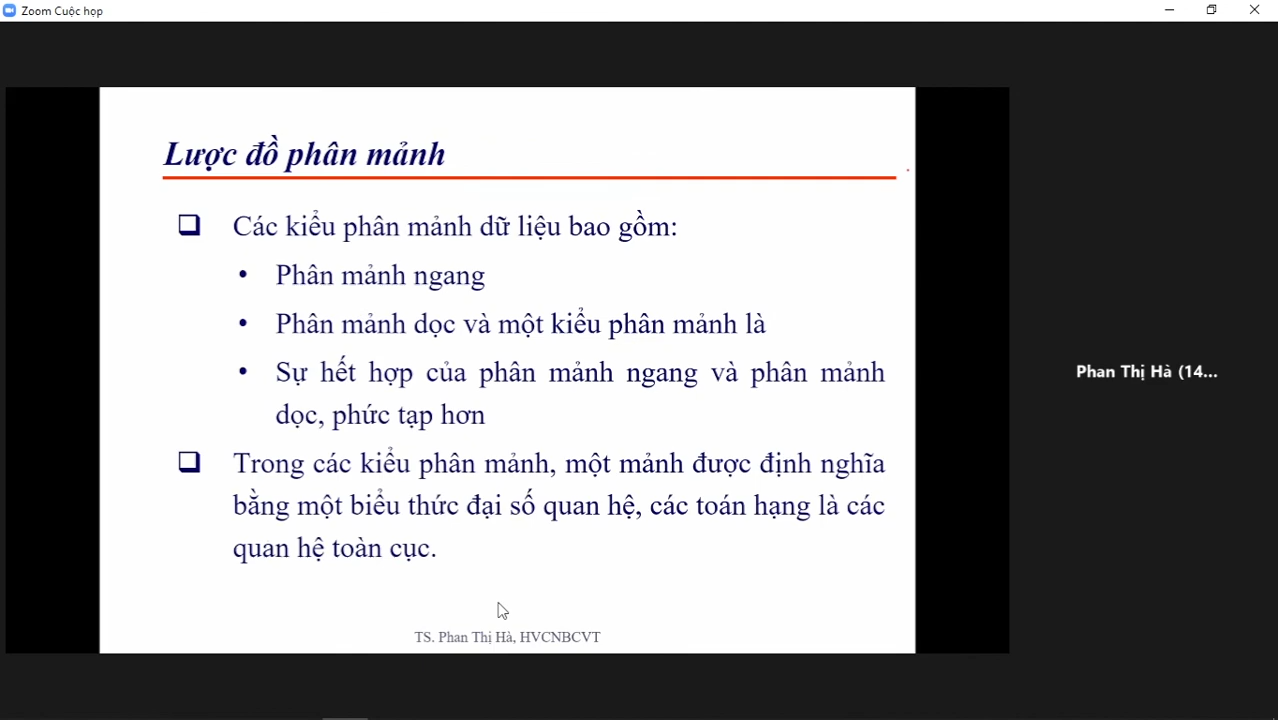 Zoom Cuộc họp
Lược đồ phân mảnh
Các kiểu phân mảnh dữ liệu bao gồm:
• Phân mảnh ngang
• Phân mảnh dọc và một kiểu phân mảnh là
• Sự hết hợp của phân mảnh ngang và phân mảnh
dọc, phức tạp hơn
Trong các kiểu phân mảnh, một mảnh được định nghĩa
bằng một biểu thức đại số quan hệ, các toán hạng là các
quan hệ toàn cục.
TS. Phan Thị Hà, HVCNBCVT
Phan Thị Hà (14...